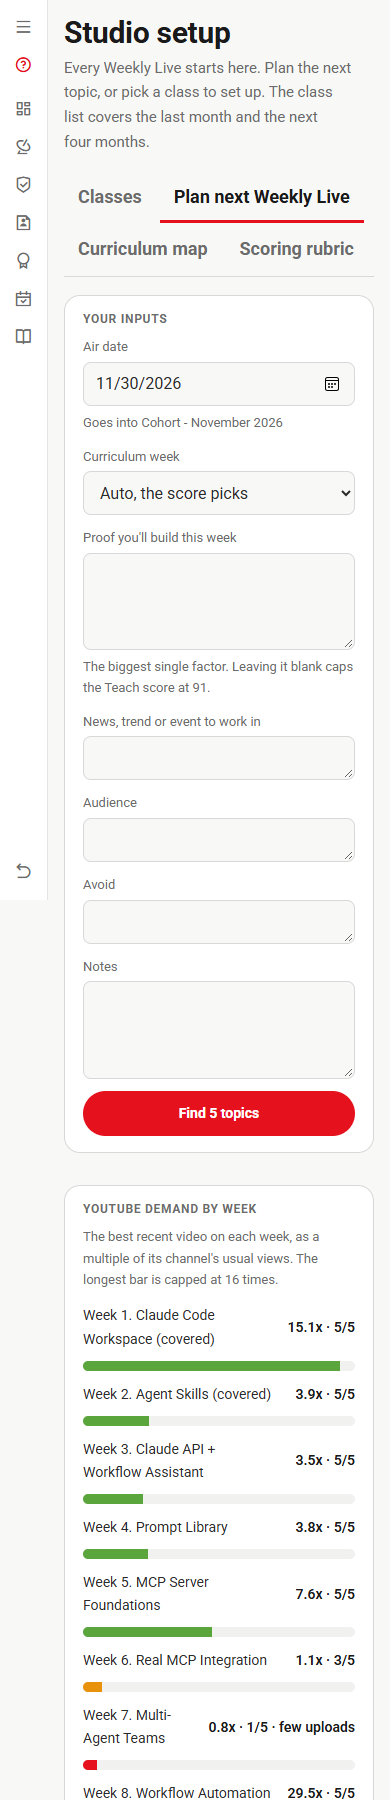 Studio setup
Every Weekly Live starts here. Plan the next
topic, or pick a class to set up. The class
list covers the last month and the next
four months.
Classes
Plan next Weekly Live
Curriculum map
Scoring rubric
YOUR INPUTS
Air date
11/30/2026
Goes into Cohort - November 2026
Curriculum week
Auto, the score picks
Proof you'll build this week
The biggest single factor. Leaving it blank caps
the Teach score at 91.
News, trend or event to work in
Audience
Avoid
Notes
Find 5 topics
YOUTUBE DEMAND BY WEEK
The best recent video on each week, as a
multiple of its channel's usual views. The
longest bar is capped at 16 times.
Week 1. Claude Code
Workspace (covered)
15.1x · 5/5
Week 2. Agent Skills (covered)
3.9x · 5/5
Week 3. Claude API +
Workflow Assistant
3.5x · 5/5
Week 4. Prompt Library
3.8x · 5/5
Week 5. MCP Server
Foundations
7.6x · 5/5
Week 6. Real MCP Integration
1.1x · 3/5
Week 7. Multi-
Agent Teams
0.8x · 1/5 · few uploads
Week 8. Workflow Automation
29.5x · 5/5